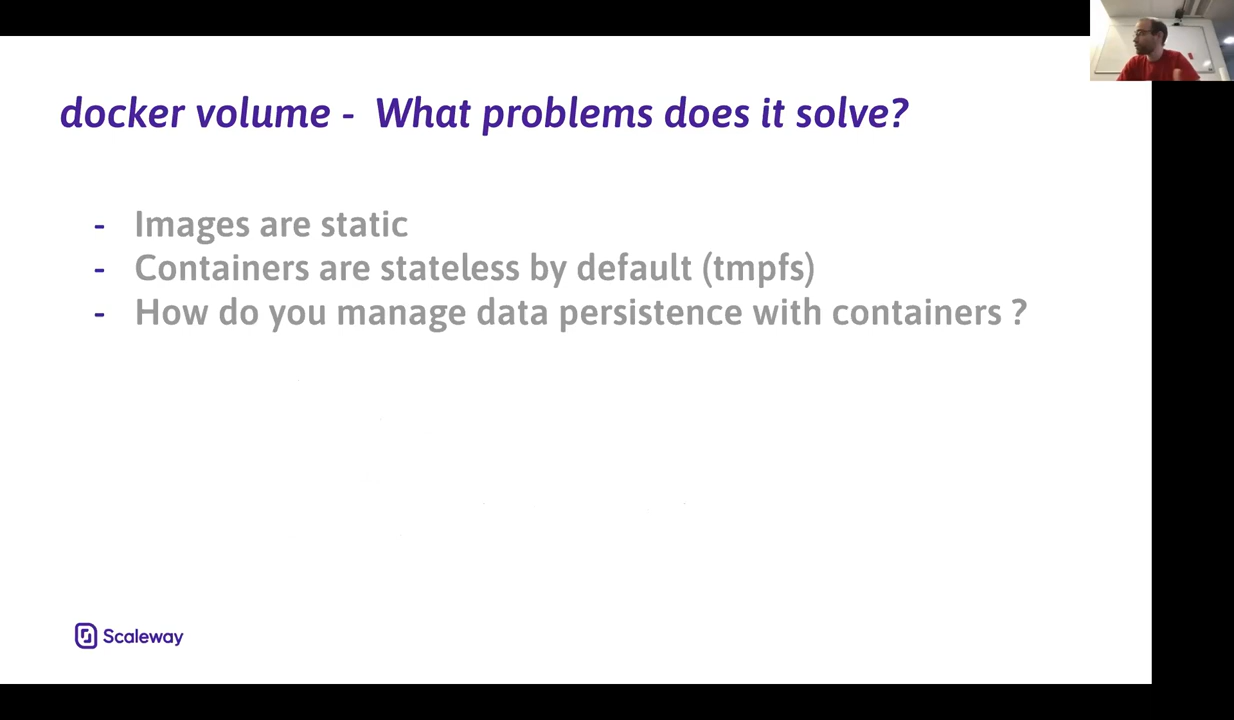 docker volume - What problems does it solve?
- Images are static
- Containers are stateless by default (tmpfs)
- How do you manage data persistence with containers ?
Scaleway